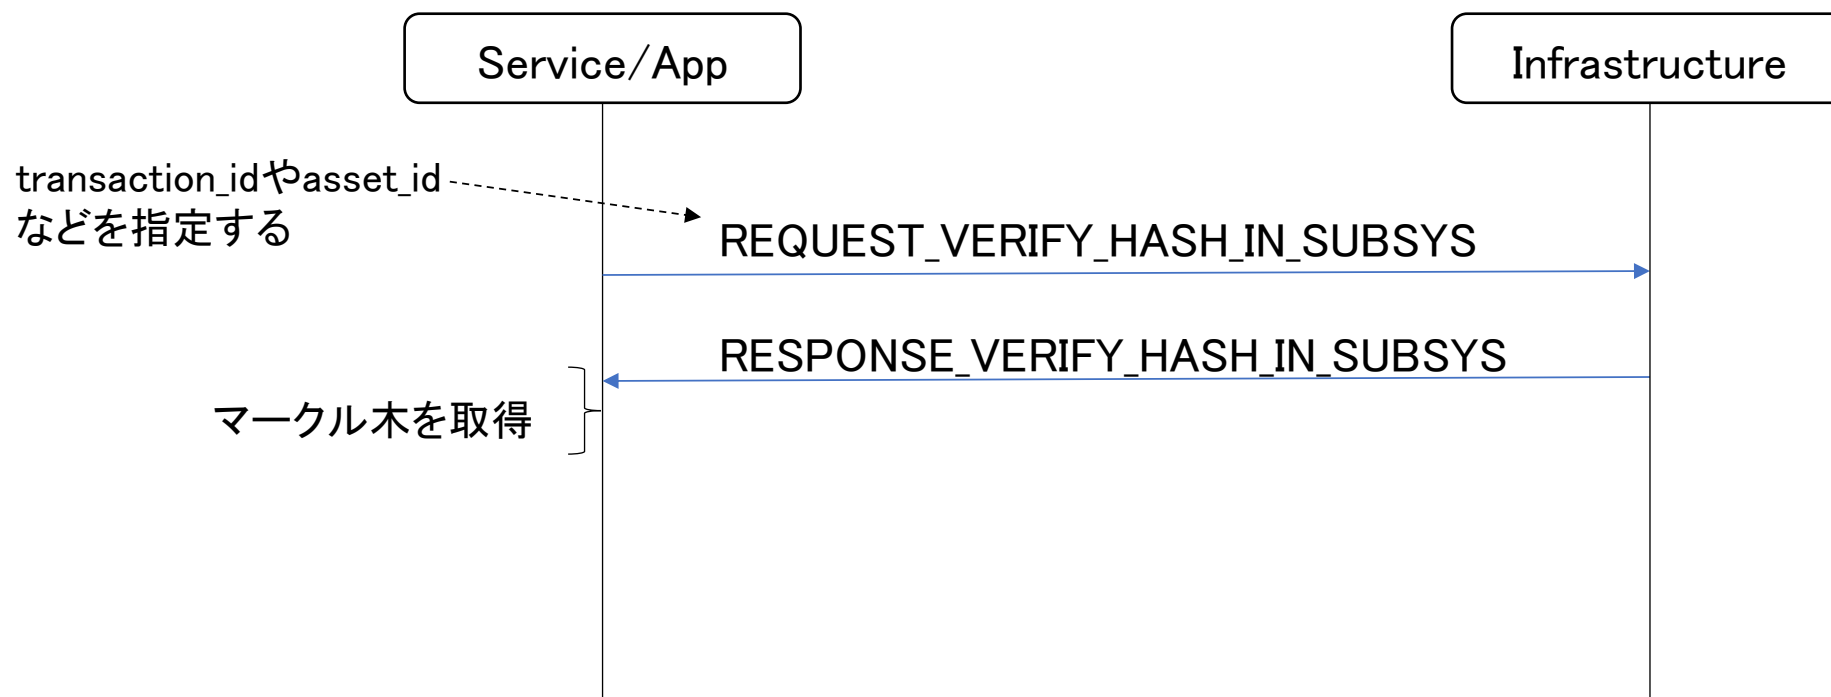 Service/App
Infrastructure
transaction_idやasset_id
などを指定する
REQUEST_VERIFY_HASH_IN_SUBSYS
RESPONSE_VERIFY_HASH_IN_SUBSYS
マークル木を取得